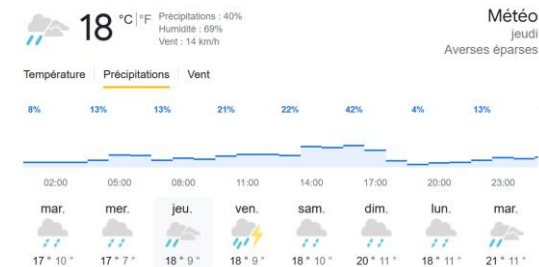 18 °C | °F
Précipitations : 40%
Humidité : 69%
Vent : 14 km/h
Météo
jeudi
Averses éparses
Température | Précipitations | Vent
8% 13% 13% 21% 22% 42% 4% 13%
02:00 05:00 08:00 11:00 14:00 17:00 20:00 23:00
mar. mer. jeu. ven. sam. dim. lun. mar.
17° 10° 17° 7° 18° 9° 18° 9° 18° 10° 20° 11° 18° 11° 21° 11°